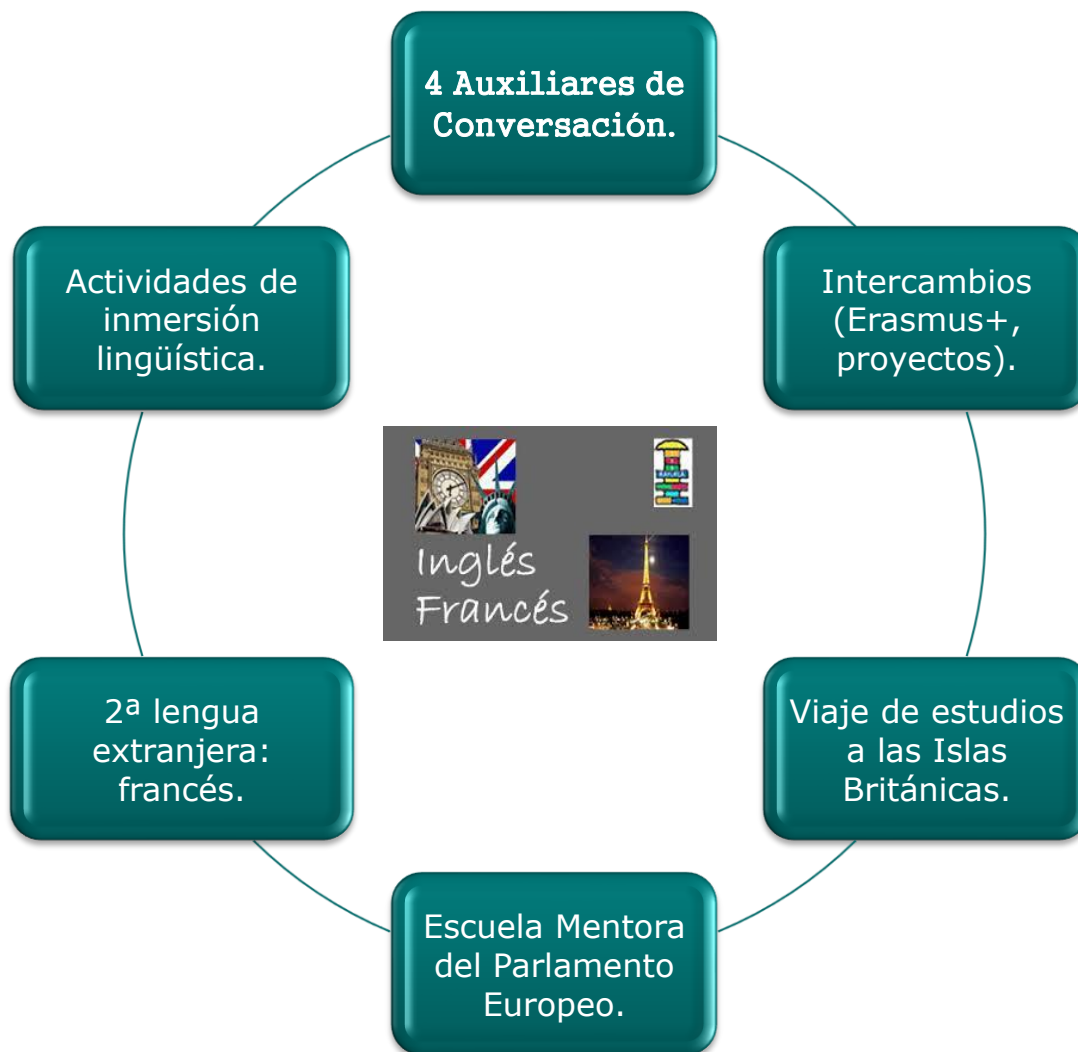 4 Auxiliares de
Conversación.
Intercambios
(Erasmus+,
proyectos).
Viaje de estudios
a las Islas
Británicas.
Escuela Mentora
del Parlamento
Europeo.
2ª lengua
extranjera:
francés.
Actividades de
inmersión
lingüística.
Inglés
Francés